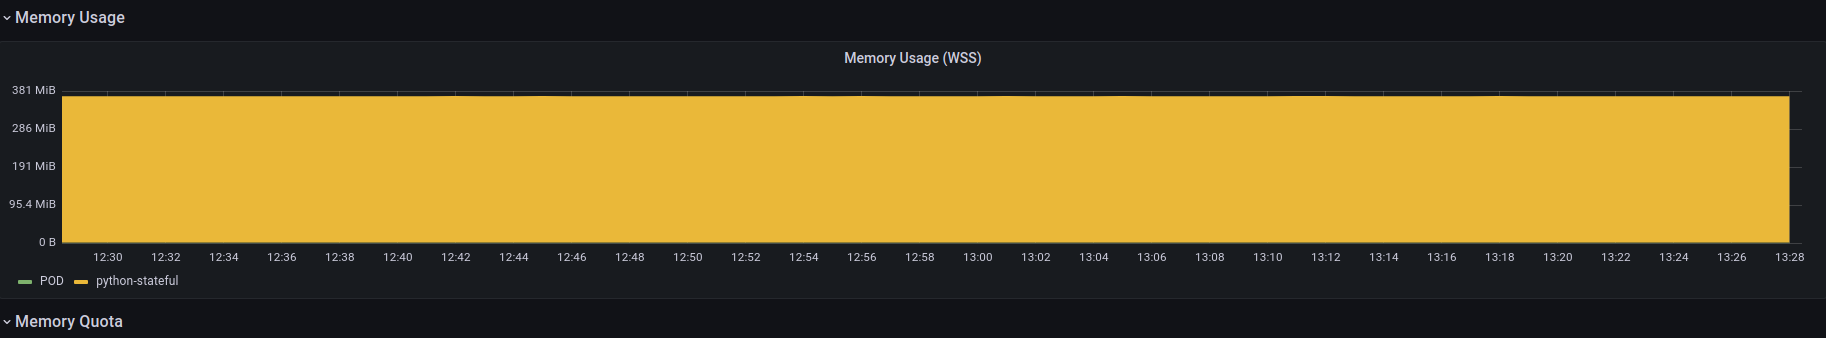 Memory Usage
Memory Usage (WSS)
381 MiB
286 MiB
191 MiB
95.4 MiB
0 B
12:30 12:32 12:34 12:36 12:38 12:40 12:42 12:44 12:46 12:48 12:50 12:52 12:54 12:56 12:58 13:00 13:02 13:04 13:06 13:08 13:10 13:12 13:14 13:16 13:18 13:20 13:22 13:24 13:26 13:28
POD python-stateful
Memory Quota